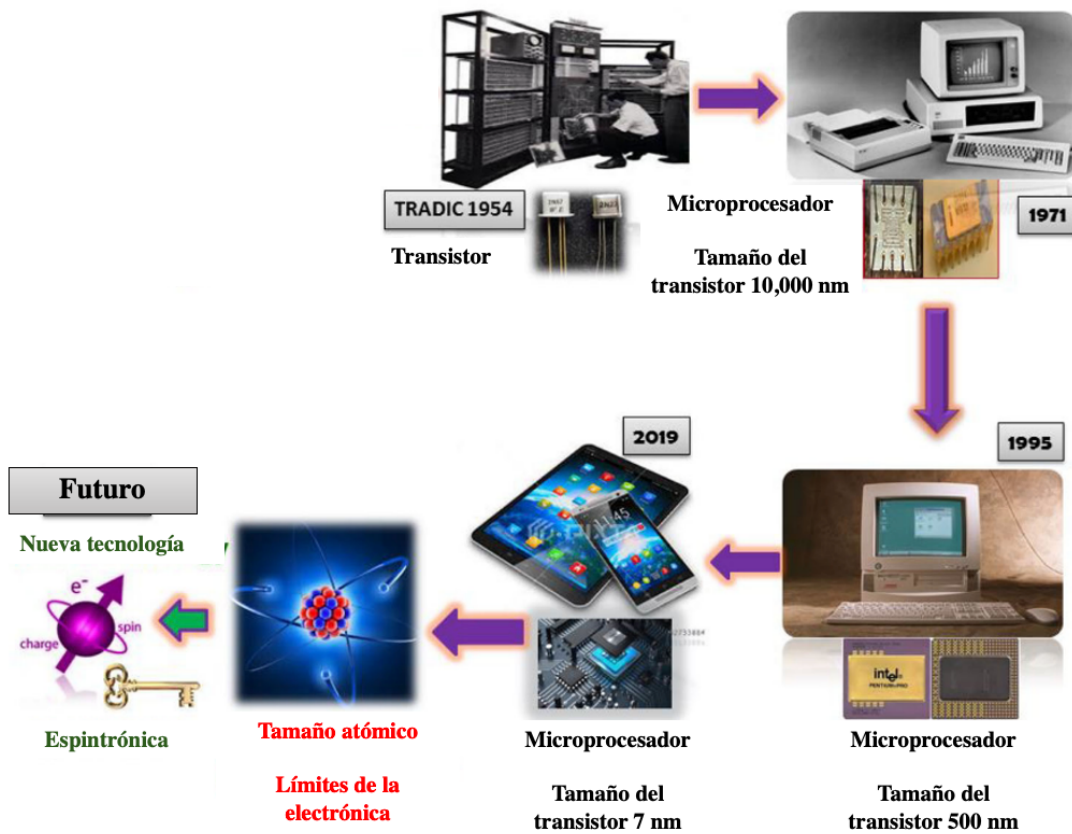 TRADIC 1954
Transistor
Microprocesador
Tamaño del
transistor 10,000 nm
1971
1995
intel
PENTIUM PRO
Microprocesador
Tamaño del
transistor 500 nm
2019
Microprocesador
Tamaño del
transistor 7 nm
Tamaño atómico
Límites de la
electrónica
Futuro
Nueva tecnología
e⁻
spin
charge
Espintrónica